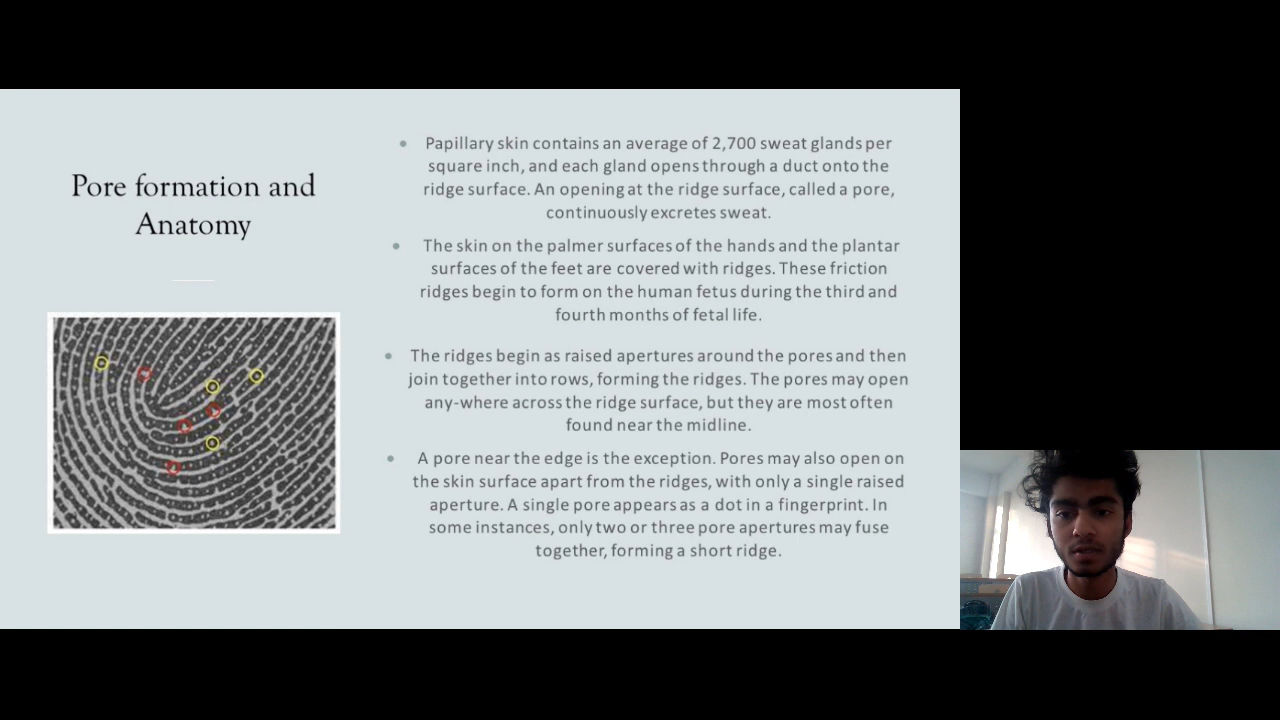 Pore formation and
Anatomy
Papillary skin contains an average of 2,700 sweat glands per
square inch, and each gland opens through a duct onto the
ridge surface. An opening at the ridge surface, called a pore,
continuously excretes sweat.
The skin on the palmer surfaces of the hands and the plantar
surfaces of the feet are covered with ridges. These friction
ridges begin to form on the human fetus during the third and
fourth months of fetal life.
The ridges begin as raised apertures around the pores and then
join together into rows, forming the ridges. The pores may open
any-where across the ridge surface, but they are most often
found near the midline.
A pore near the edge is the exception. Pores may also open on
the skin surface apart from the ridges, with only a single raised
aperture. A single pore appears as a dot in a fingerprint. In
some instances, only two or three pore apertures may fuse
together, forming a short ridge.